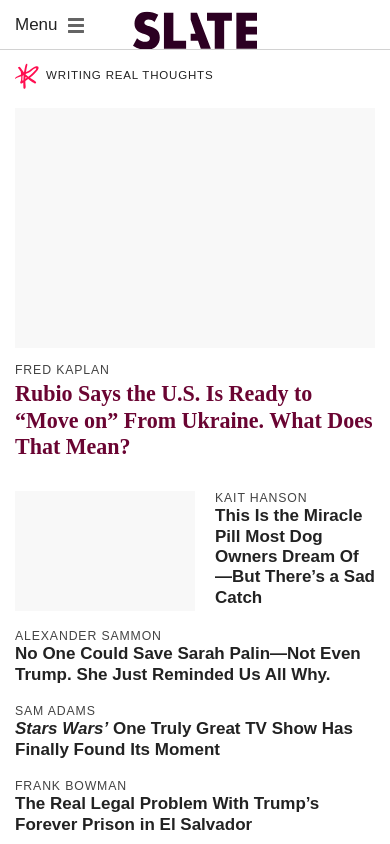 Menu
SLATE
WRITING REAL THOUGHTS
FRED KAPLAN
Rubio Says the U.S. Is Ready to
“Move on” From Ukraine. What Does
That Mean?
KAIT HANSON
This Is the Miracle
Pill Most Dog
Owners Dream Of
—But There’s a Sad
Catch
ALEXANDER SAMMON
No One Could Save Sarah Palin—Not Even
Trump. She Just Reminded Us All Why.
SAM ADAMS
Stars Wars’ One Truly Great TV Show Has
Finally Found Its Moment
FRANK BOWMAN
The Real Legal Problem With Trump’s
Forever Prison in El Salvador